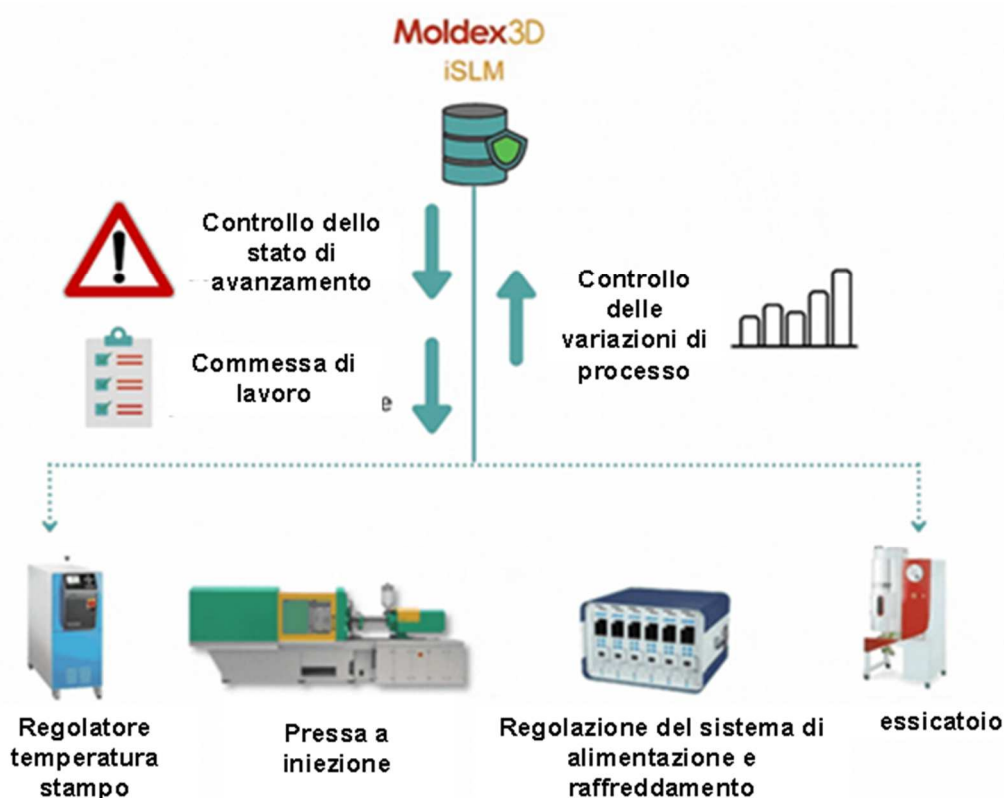 Moldex3D
iSLM
Controllo dello
stato di
avanzamento
Controllo
delle
variazioni di
processo
Commessa di
lavoro
e
Regolatore
temperatura
stampo
Pressa a
iniezione
Regolazione del sistema di
alimentazione e
raffreddamento
essicatoio